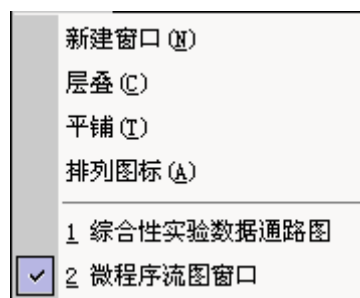 新建窗口(N)
层叠(C)
平铺(T)
排列图标(A)
1 综合性实验数据通路图
2 微程序流图窗口